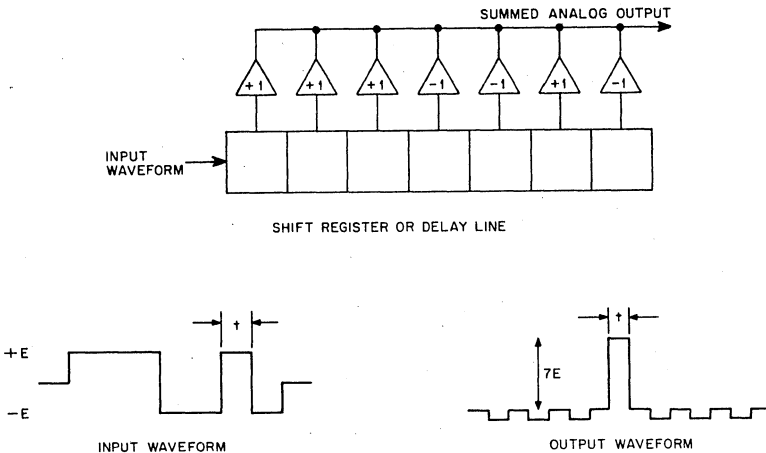 SUMMED ANALOG OUTPUT
+1 +1 +1 -1 -1 +1 -1
INPUT
WAVEFORM
SHIFT REGISTER OR DELAY LINE
t
+E
-E
INPUT WAVEFORM
t
7E
OUTPUT WAVEFORM